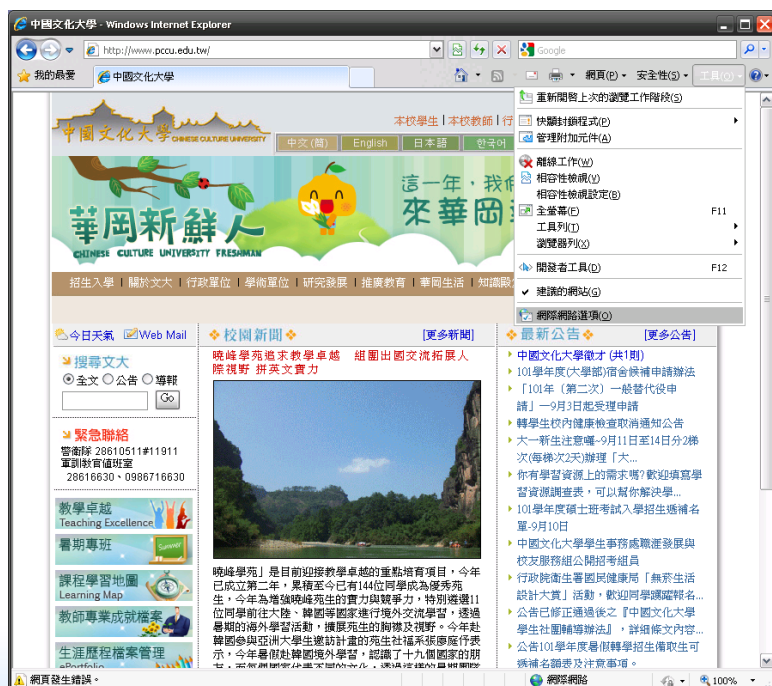 中國文化大學 - Windows Internet Explorer
http://www.pccu.edu.tw/
Google
我的最愛
中國文化大學
網頁(P)
安全性(S)
工具(O)
重新開啓上次的瀏覽工作階段(S)
快顯封鎖程式(P)
管理附加元件(A)
離線工作(W)
相容性檢視(V)
相容性檢視設定(B)
全螢幕(F) F11
工具列(T)
瀏覽器列(X)
開發者工具(D) F12
建議的網站(G)
網際網路選項(O)
中國文化大學 CHINESE CULTURE UNIVERSITY
本校學生 | 本校教師 | 行
中文(簡) English 日本語 한국어
華岡新鮮人
CHINESE CULTURE UNIVERSITY FRESHMAN
這一年，我
來華岡
招生入學 | 關於文大 | 行政單位 | 學術單位 | 研究發展 | 推廣教育 | 華岡生活 | 知識殿
今日天氣 Web Mail
搜尋文大
全文 公告 導報
Go
緊急聯絡
警衛隊 28610511#11911
軍訓教官值班室
28616630、0986716630
教學卓越
Teaching Excellence
暑期專班
Summer
課程學習地圖
Learning Map
教師專業成就檔案
生涯歷程檔案管理
ePortfolio
校園新聞 [更多新聞]
曉峰學苑追求教學卓越 組團出國交流拓展人
際視野 拼英文實力
曉峰學苑」是目前迎接教學卓越的重點培育項目，今年
已成立第二年，累積至今已有144位同學成為優秀苑
生，今年為增強曉峰苑生的實力與競爭力，特別遴選11
位同學前往大陸、韓國等國家進行境外交流學習，透過
暑期的海外學習活動，擴展苑生的胸襟及視野。今年赴
韓國參與亞洲大學生邀訪計畫的苑生社福系張庭伃表
示，今年暑假赴韓國境外學習，認識了十九個國家的朋
最新公告 [更多公告]
中國文化大學徵才 (共1則)
101學年度(大學部)宿舍候補申請辦法
「101年〔第二次〕一般替代役申
請」—9月3日起受理申請
轉學生校內健康檢查取消通知公告
大一新生注意囉~9月11日至14日分2梯
次(每梯次2天)辦理「大...
你有學習資源上的需求嗎?歡迎填寫學
習資源調查表，可以幫你解決學...
101學年度碩士班考試入學招生遞補名
單-9月10日
中國文化大學學生事務處職涯發展與
校友服務組公開招考組員
行政院衛生署國民健康局「無菸生活
設計大賞」活動，歡迎同學踴躍報名...
公告已修正通過後之『中國文化大學
學生社團輔導辦法』，詳細條文內容...
公告101學年度暑假轉學招生備取生可
遞補名額表及注意事項。
網頁發生錯誤。
網際網路
100%